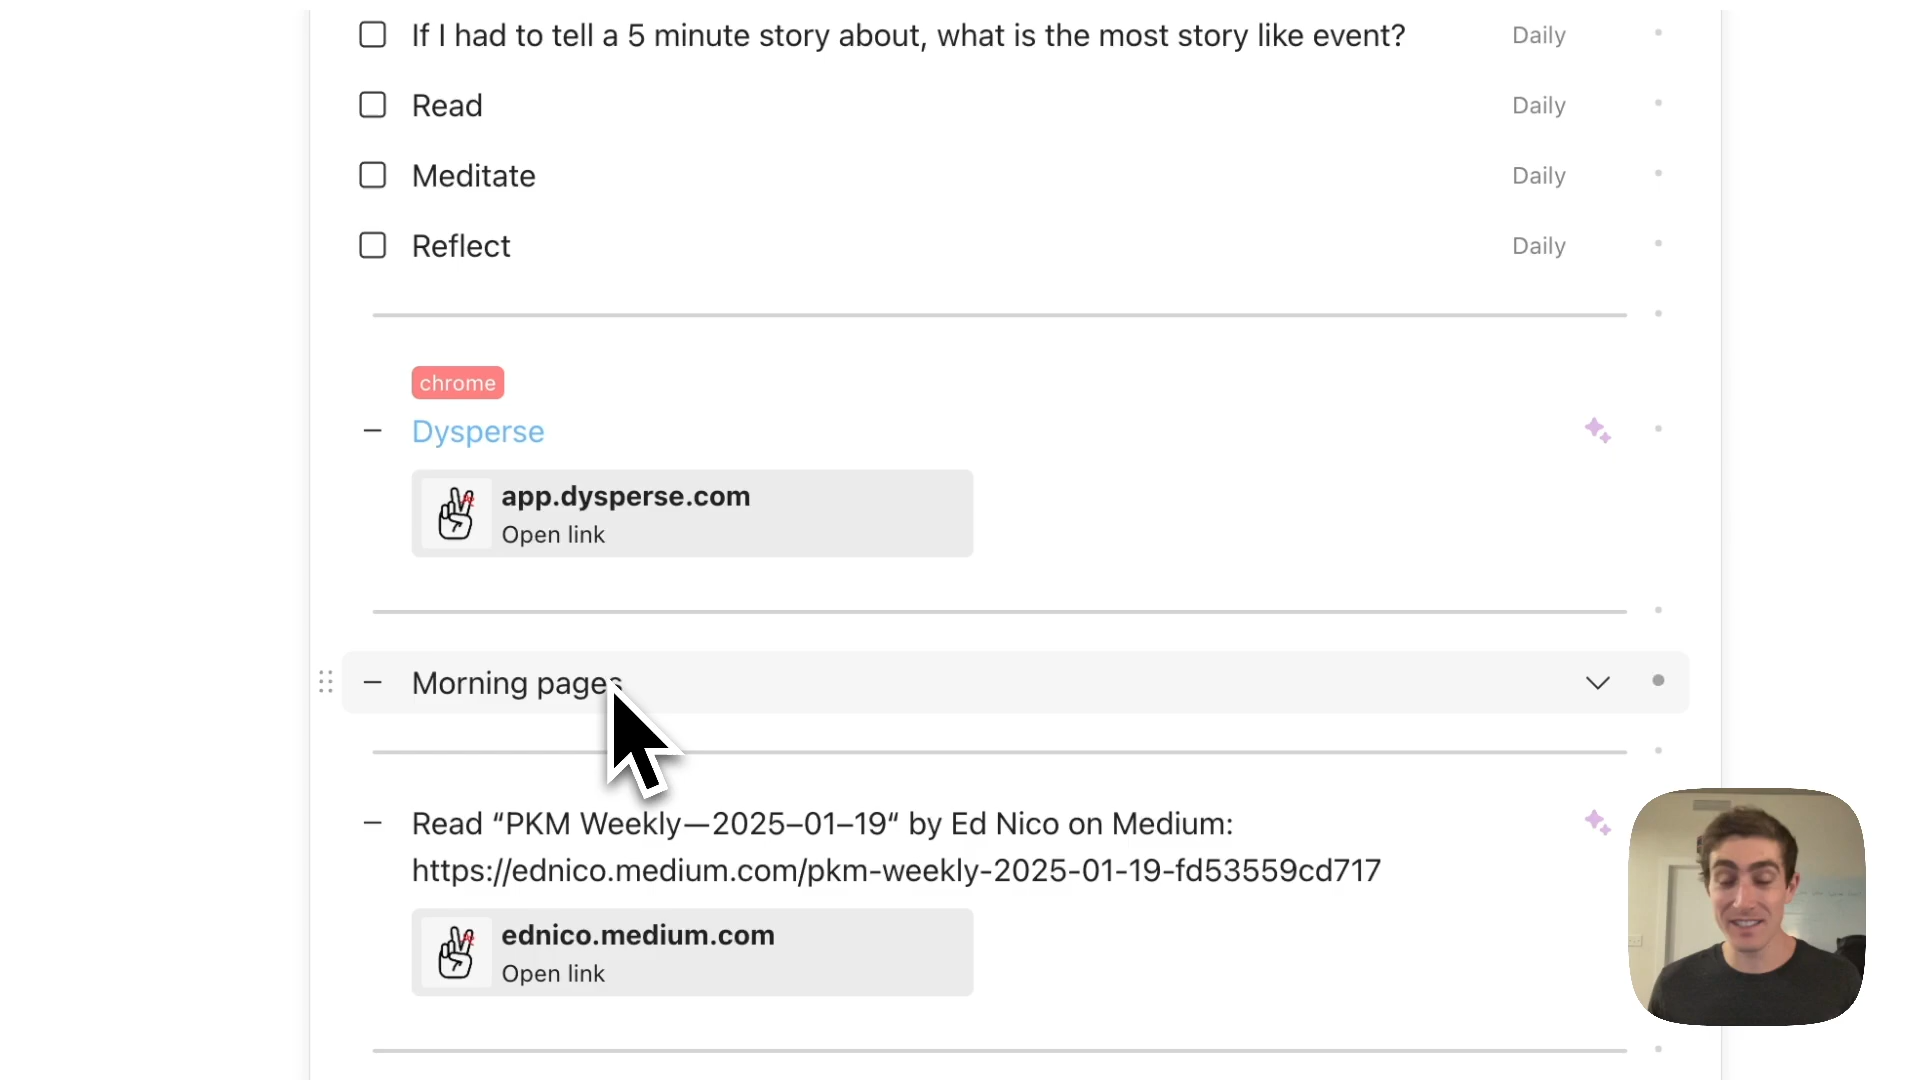 If I had to tell a 5 minute story about, what is the most story like event? Daily
Read Daily
Meditate Daily
Reflect Daily
chrome
Dysperse
app.dysperse.com
Open link
Morning pages
Read “PKM Weekly—2025–01–19“ by Ed Nico on Medium:
https://ednico.medium.com/pkm-weekly-2025-01-19-fd53559cd717
ednico.medium.com
Open link